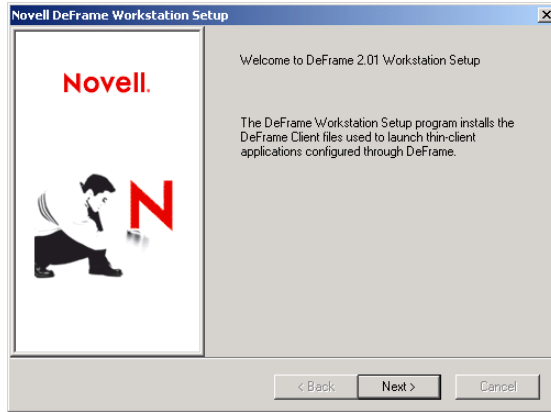 Novell DeFrame Workstation Setup
Novell.
N
Welcome to DeFrame 2.01 Workstation Setup
The DeFrame Workstation Setup program installs the
DeFrame Client files used to launch thin-client
applications configured through DeFrame.
< Back
Next >
Cancel